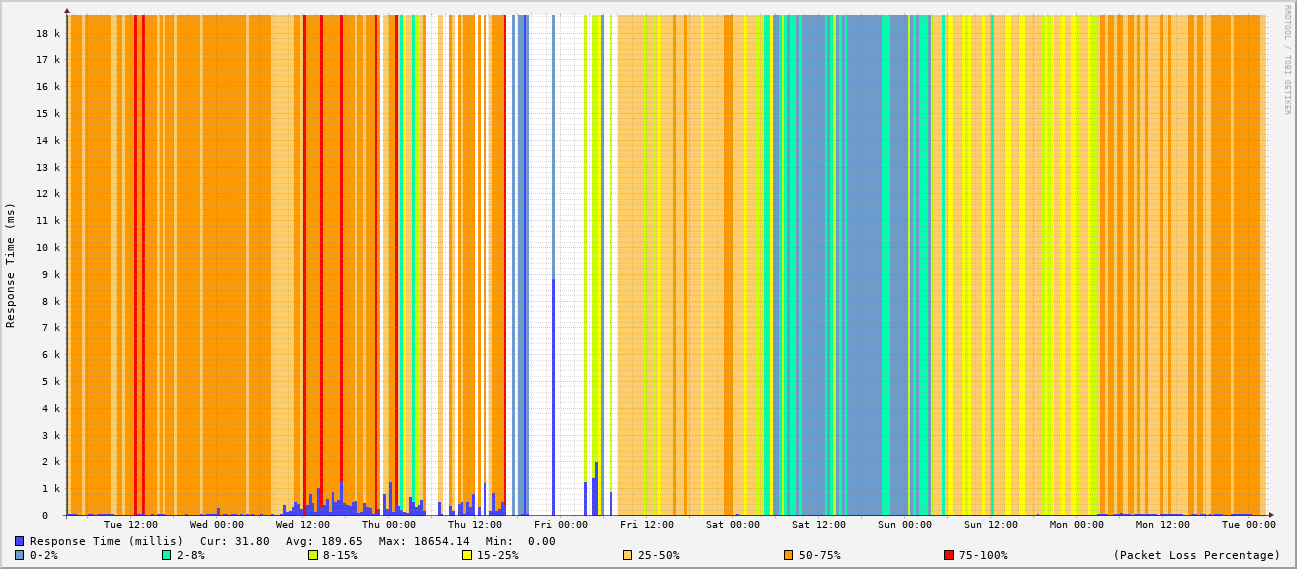 RRDTOOL / TOBI OETIKER
Response Time (ms)
18 k
17 k
16 k
15 k
14 k
13 k
12 k
11 k
10 k
9 k
8 k
7 k
6 k
5 k
4 k
3 k
2 k
1 k
0
Tue 12:00 Wed 00:00 Wed 12:00 Thu 00:00 Thu 12:00 Fri 00:00 Fri 12:00 Sat 00:00 Sat 12:00 Sun 00:00 Sun 12:00 Mon 00:00 Mon 12:00 Tue 00:00
Response Time (millis) Cur: 31.80 Avg: 189.65 Max: 18654.14 Min: 0.00
0-2% 2-8% 8-15% 15-25% 25-50% 50-75% 75-100% (Packet Loss Percentage)